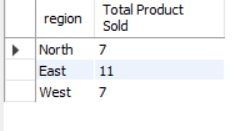 region Total Product
Sold
North 7
East 11
West 7